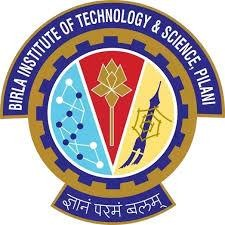 BIRLA INSTITUTE OF TECHNOLOGY & SCIENCE, PILANI
ज्ञानं परमं बलम्